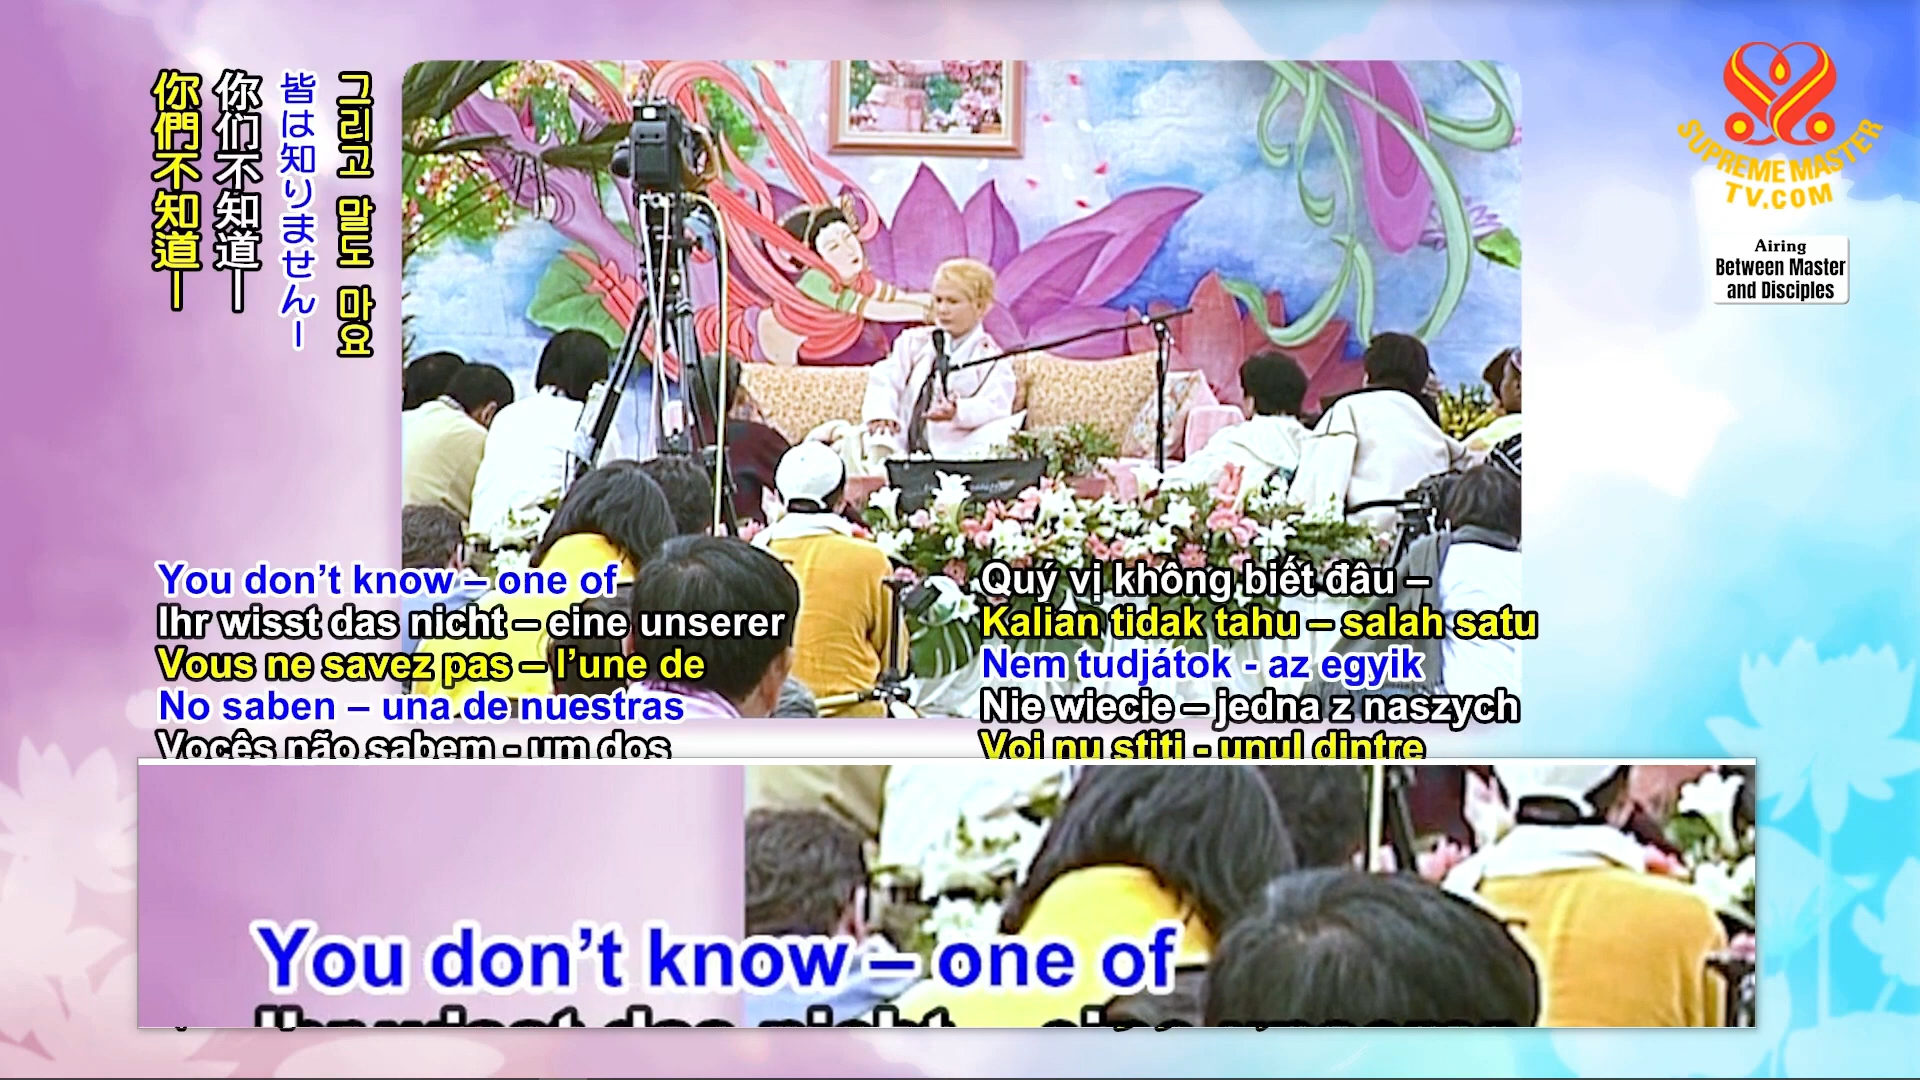 你們不知道—
你们不知道—
皆は知りません—
그리고 말도 마요
SUPREME MASTER
TV.COM
Airing
Between Master
and Disciples
You don’t know – one of
Ihr wisst das nicht – eine unserer
Vous ne savez pas – l’une de
No saben – una de nuestras
Vocês não sabem - um dos
Quý vị không biết đâu –
Kalian tidak tahu – salah satu
Nem tudjátok - az egyik
Nie wiecie – jedna z naszych
Voi nu știți - unul dintre
You don’t know – one of